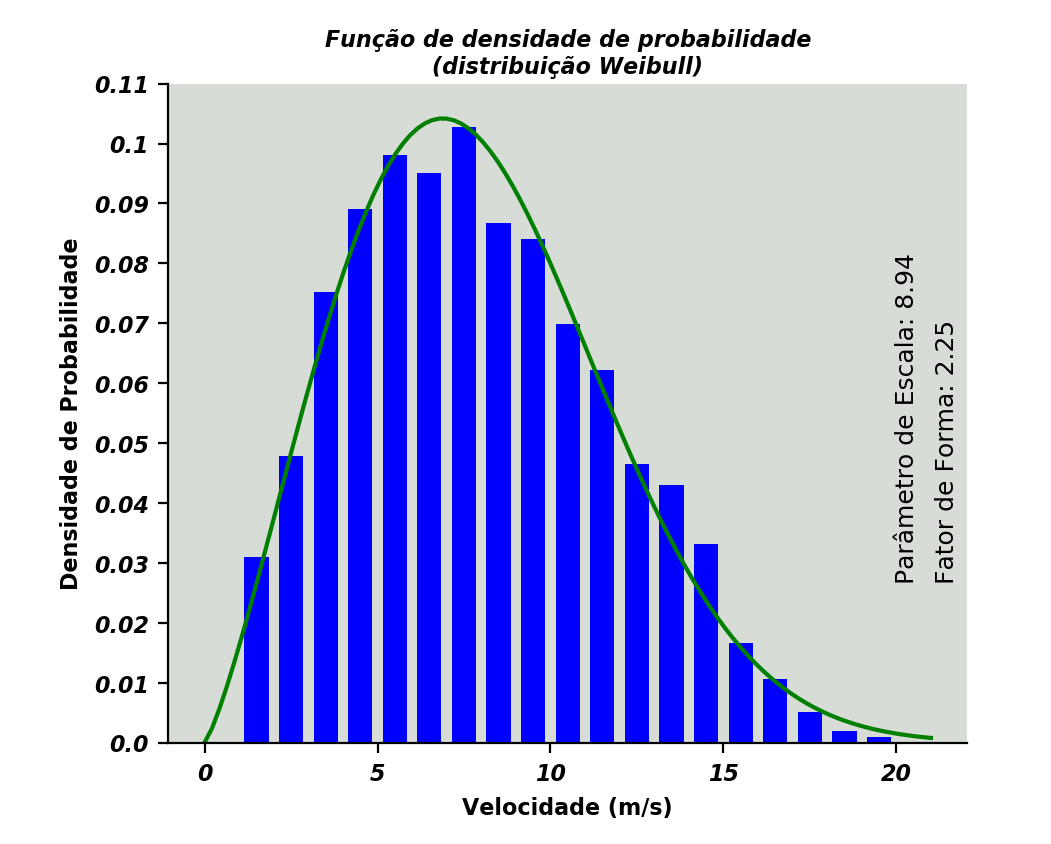 Função de densidade de probabilidade
(distribuição Weibull)
0.11
0.1
0.09
0.08
0.07
0.06
0.05
0.04
0.03
0.02
0.01
0.0
Densidade de Probabilidade
0
5
10
15
20
Velocidade (m/s)
Parâmetro de Escala: 8.94
Fator de Forma: 2.25